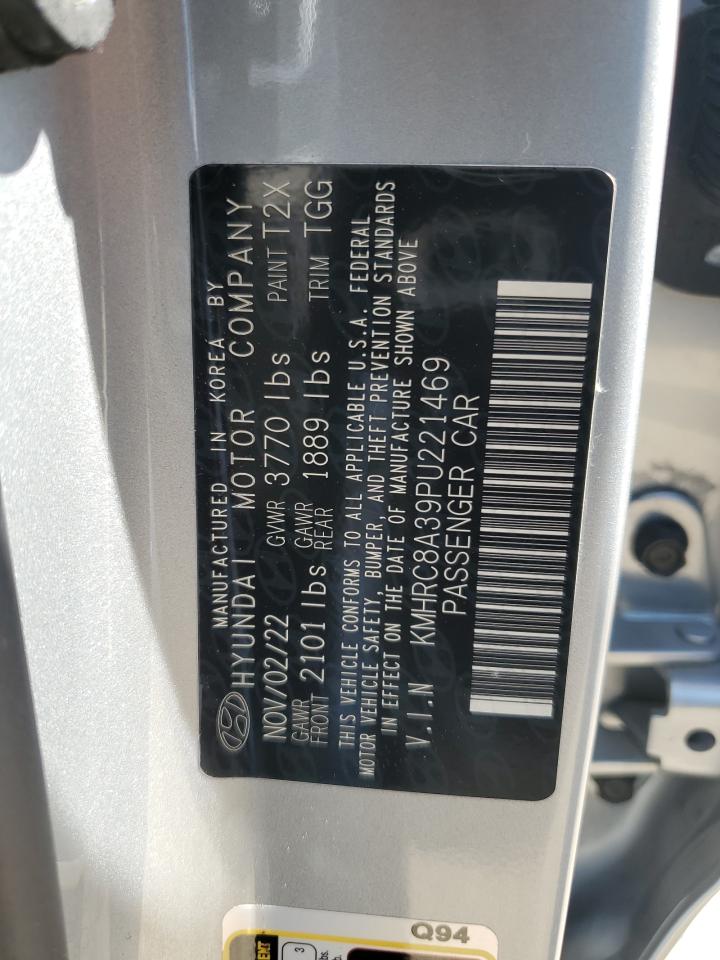 MANUFACTURED IN KOREA BY
HYUNDAI MOTOR COMPANY
NOV/02/22 GVWR 3770 lbs PAINT T2X
GAWR FRONT 2101 lbs GAWR REAR 1889 lbs TRIM TGG
THIS VEHICLE CONFORMS TO ALL APPLICABLE U.S.A. FEDERAL
MOTOR VEHICLE SAFETY, BUMPER, AND THEFT PREVENTION STANDARDS
IN EFFECT ON THE DATE OF MANUFACTURE SHOWN ABOVE
V.I.N KMHRC8A39PU221469
PASSENGER CAR
Q94
3